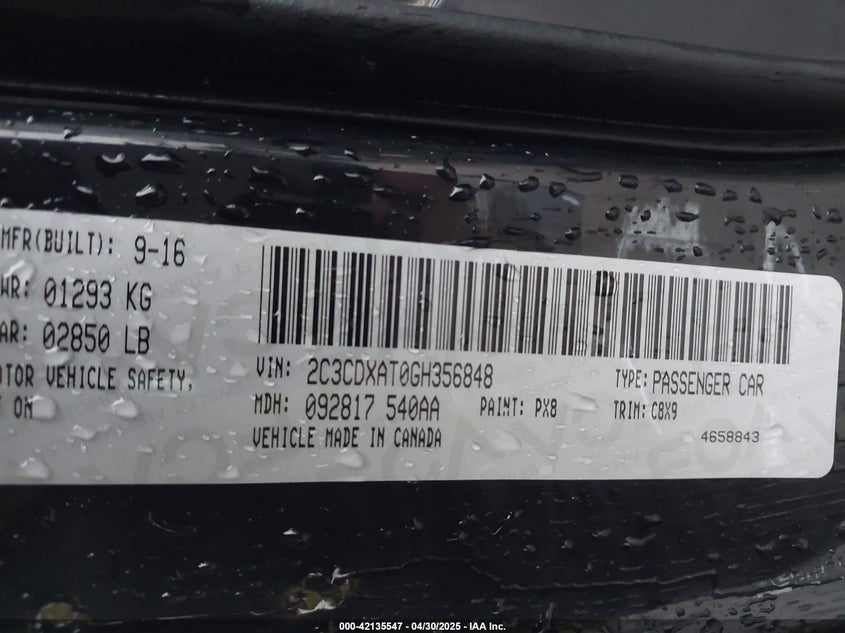 MFR(BUILT): 9-16
WR: 01293 KG
AR: 02850 LB
OTOR VEHICLE SAFETY,
T ON
VIN: 2C3CDXAT0GH356848
TYPE: PASSENGER CAR
MDH: 092817 540AA
PAINT: PX8
TRIM: C8X9
VEHICLE MADE IN CANADA
4658843
000-42135547 - 04/30/2025 - IAA Inc.